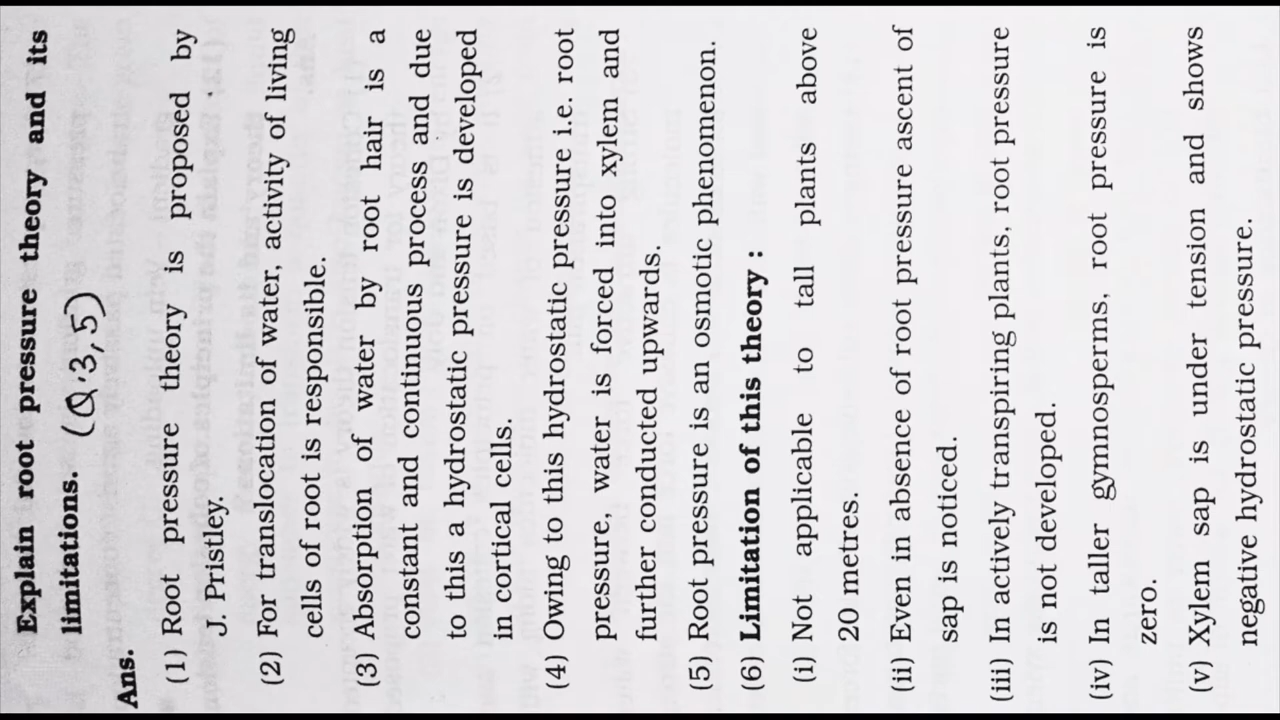 Explain root pressure theory and its
limitations. (Q.3, 5)
Ans.
(1) Root pressure theory is proposed by
J. Pristley.
(2) For translocation of water, activity of living
cells of root is responsible.
(3) Absorption of water by root hair is a
constant and continuous process and due
to this a hydrostatic pressure is developed
in cortical cells.
(4) Owing to this hydrostatic pressure i.e. root
pressure, water is forced into xylem and
further conducted upwards.
(5) Root pressure is an osmotic phenomenon.
(6) Limitation of this theory :
(i) Not applicable to tall plants above
20 metres.
(ii) Even in absence of root pressure ascent of
sap is noticed.
(iii) In actively transpiring plants, root pressure
is not developed.
(iv) In taller gymnosperms, root pressure is
zero.
(v) Xylem sap is under tension and shows
negative hydrostatic pressure.